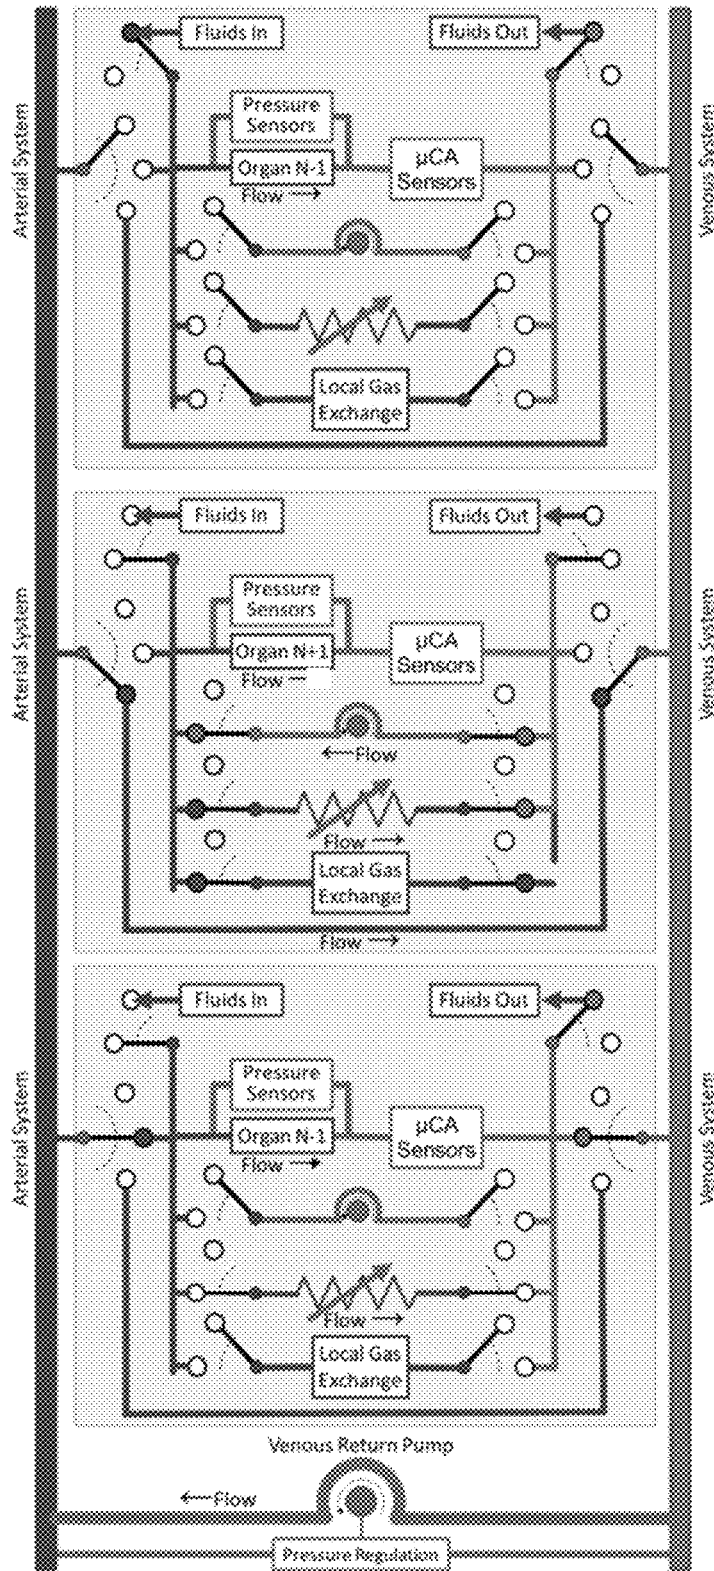 Fluids In
Fluids Out
Arterial System
Venous System
Pressure
Sensors
Organ N-1
Flow →
µCA
Sensors
Local Gas
Exchange
Fluids In
Fluids Out
Arterial System
Venous System
Pressure
Sensors
Organ N+1
Flow —
µCA
Sensors
←Flow
Flow →
Local Gas
Exchange
Flow →
Fluids In
Fluids Out
Arterial System
Venous System
Pressure
Sensors
Organ N-1
Flow →
µCA
Sensors
Flow →
Local Gas
Exchange
Venous Return Pump
←Flow
Pressure Regulation